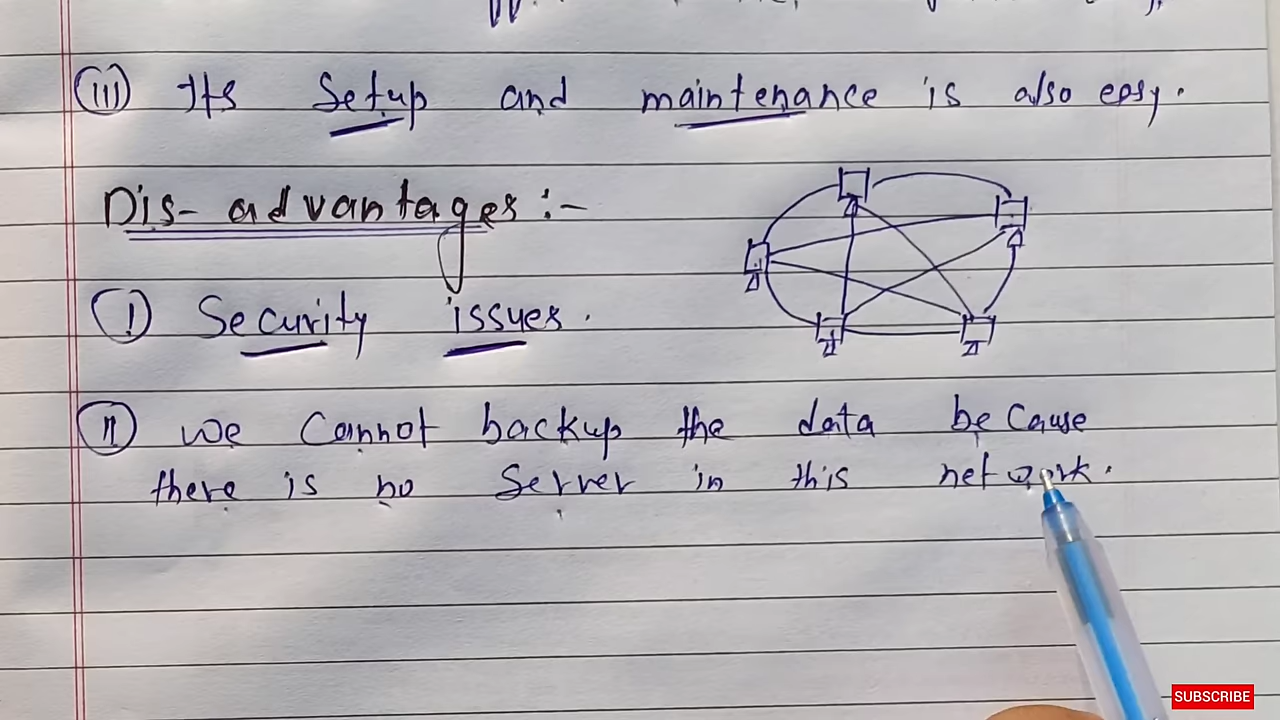 (iii) Its Setup and maintenance is also easy.
Dis-advantages :-
(I) Security issues.
(II) we Cannot backup the data because
there is no Server in this network.
SUBSCRIBE